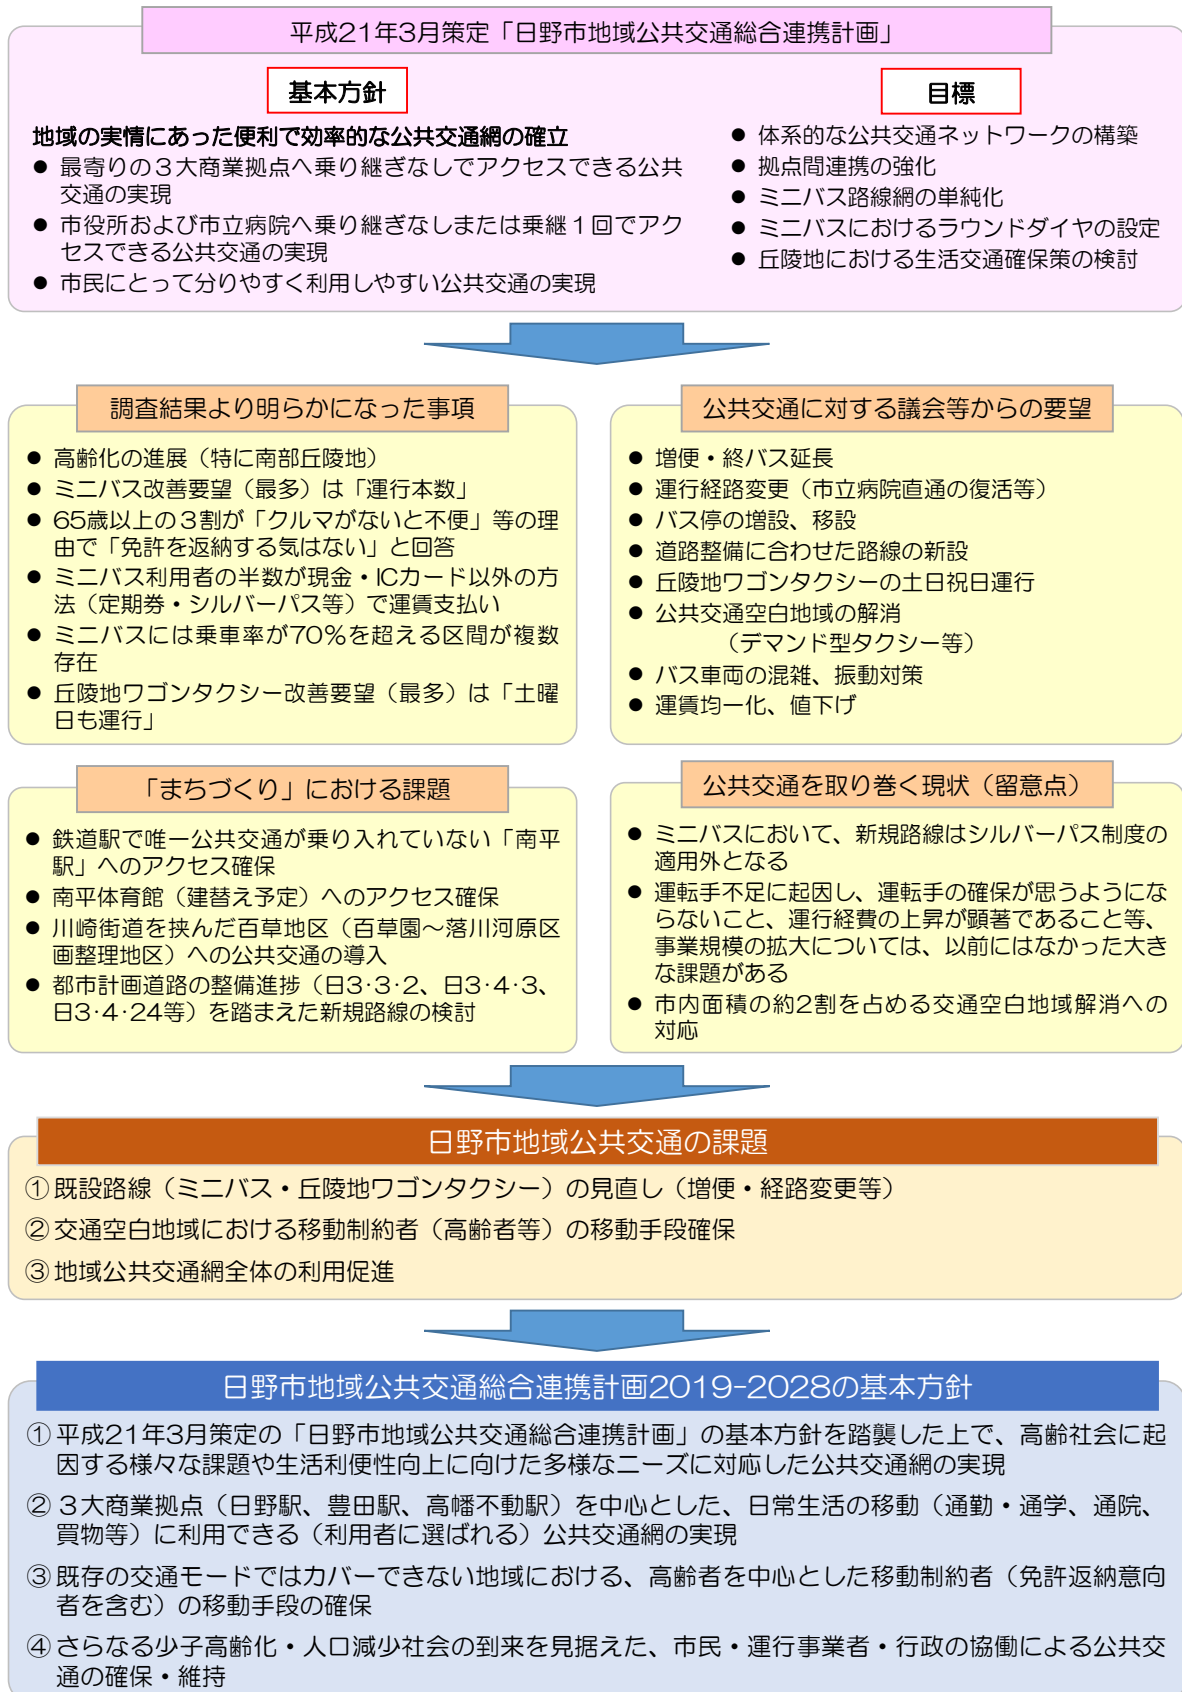 平成21年3月策定「日野市地域公共交通総合連携計画」
基本方針
地域の実情にあった便利で効率的な公共交通網の確立
● 最寄りの３大商業拠点へ乗り継ぎなしでアクセスできる公共
交通の実現
● 市役所および市立病院へ乗り継ぎなしまたは乗継１回でアク
セスできる公共交通の実現
● 市民にとって分りやすく利用しやすい公共交通の実現
目標
● 体系的な公共交通ネットワークの構築
● 拠点間連携の強化
● ミニバス路線網の単純化
● ミニバスにおけるラウンドダイヤの設定
● 丘陵地における生活交通確保策の検討
調査結果より明らかになった事項
● 高齢化の進展（特に南部丘陵地）
● ミニバス改善要望（最多）は「運行本数」
● 65歳以上の３割が「クルマがないと不便」等の理
由で「免許を返納する気はない」と回答
● ミニバス利用者の半数が現金・ICカード以外の方
法（定期券・シルバーパス等）で運賃支払い
● ミニバスには乗車率が70％を超える区間が複数
存在
● 丘陵地ワゴンタクシー改善要望（最多）は「土曜
日も運行」
公共交通に対する議会等からの要望
● 増便・終バス延長
● 運行経路変更（市立病院直通の復活等）
● バス停の増設、移設
● 道路整備に合わせた路線の新設
● 丘陵地ワゴンタクシーの土日祝日運行
● 公共交通空白地域の解消
（デマンド型タクシー等）
● バス車両の混雑、振動対策
● 運賃均一化、値下げ
「まちづくり」における課題
● 鉄道駅で唯一公共交通が乗り入れていない「南平
駅」へのアクセス確保
● 南平体育館（建替え予定）へのアクセス確保
● 川崎街道を挟んだ百草地区（百草園～落川河原区
画整理地区）への公共交通の導入
● 都市計画道路の整備進捗（日3･3･2、日3･4･3、
日3･4･24等）を踏まえた新規路線の検討
公共交通を取り巻く現状（留意点）
● ミニバスにおいて、新規路線はシルバーパス制度の
適用外となる
● 運転手不足に起因し、運転手の確保が思うようにな
らないこと、運行経費の上昇が顕著であること等、
事業規模の拡大については、以前にはなかった大き
な課題がある
● 市内面積の約2割を占める交通空白地域解消への
対応
日野市地域公共交通の課題
① 既設路線（ミニバス・丘陵地ワゴンタクシー）の見直し（増便・経路変更等）
② 交通空白地域における移動制約者（高齢者等）の移動手段確保
③ 地域公共交通網全体の利用促進
日野市地域公共交通総合連携計画2019-2028の基本方針
① 平成21年3月策定の「日野市地域公共交通総合連携計画」の基本方針を踏襲した上で、高齢社会に起
因する様々な課題や生活利便性向上に向けた多様なニーズに対応した公共交通網の実現
② ３大商業拠点（日野駅、豊田駅、高幡不動駅）を中心とした、日常生活の移動（通勤・通学、通院、
買物等）に利用できる（利用者に選ばれる）公共交通網の実現
③ 既存の交通モードではカバーできない地域における、高齢者を中心とした移動制約者（免許返納意向
者を含む）の移動手段の確保
④ さらなる少子高齢化・人口減少社会の到来を見据えた、市民・運行事業者・行政の協働による公共交
通の確保・維持